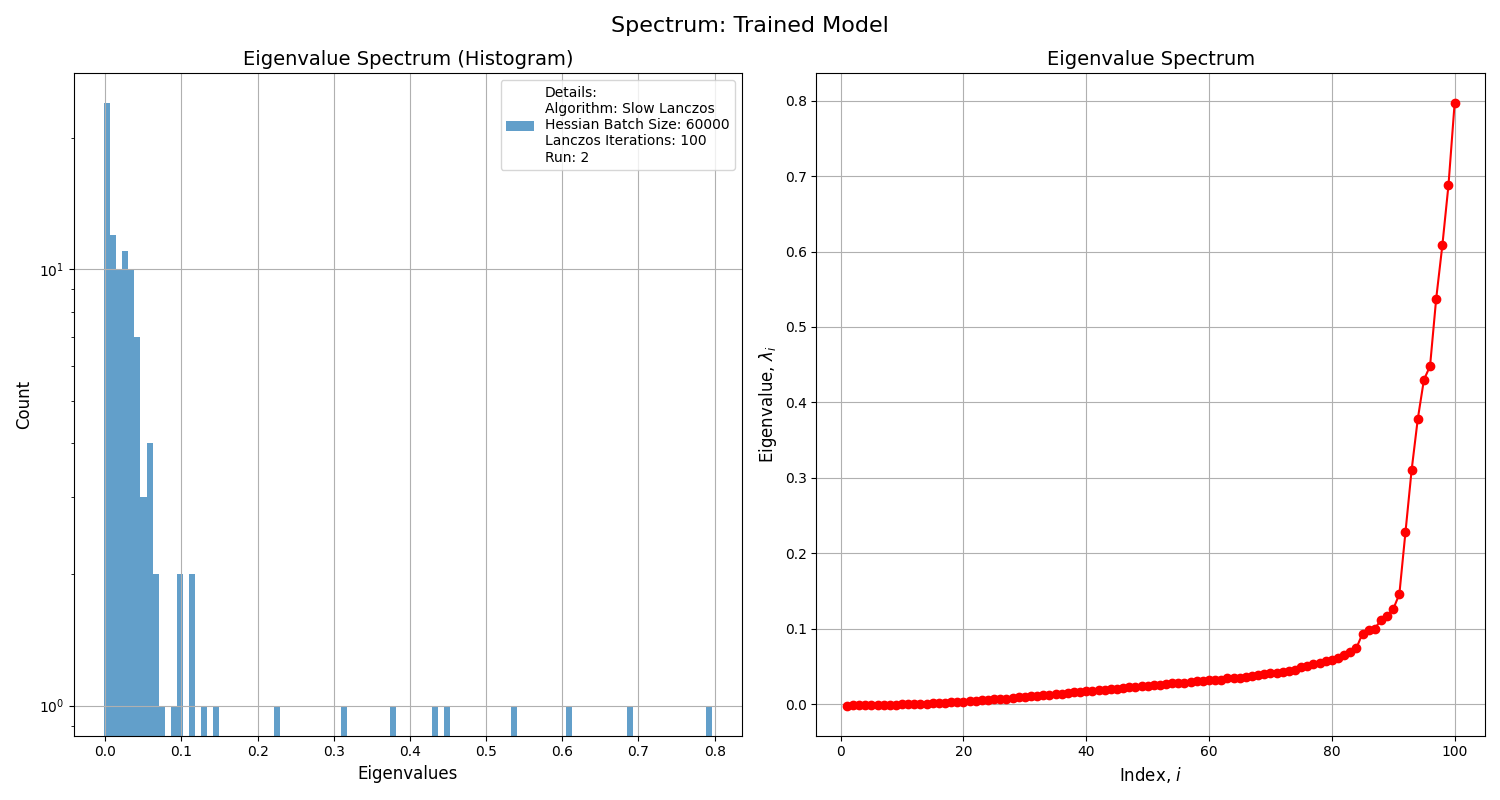 Spectrum: Trained Model
Eigenvalue Spectrum (Histogram)
Details:
Algorithm: Slow Lanczos
Hessian Batch Size: 60000
Lanczos Iterations: 100
Run: 2
Count
10¹
10⁰
0.0 0.1 0.2 0.3 0.4 0.5 0.6 0.7 0.8
Eigenvalues
Eigenvalue Spectrum
Eigenvalue, λᵢ
0.8
0.7
0.6
0.5
0.4
0.3
0.2
0.1
0.0
0 20 40 60 80 100
Index, i